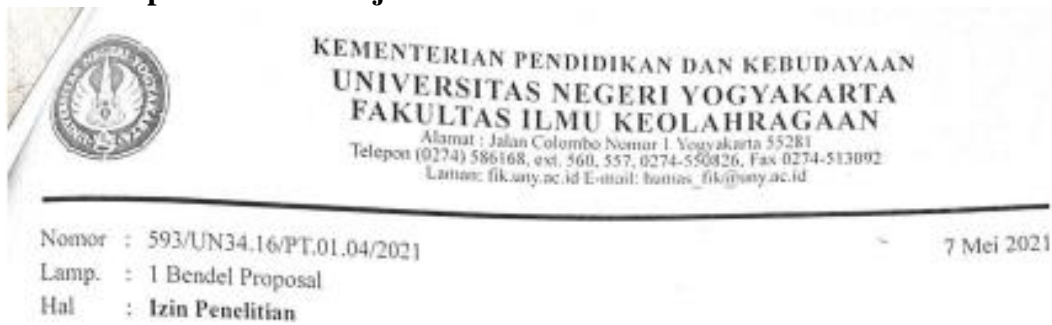 KEMENTERIAN PENDIDIKAN DAN KEBUDAYAAN
UNIVERSITAS NEGERI YOGYAKARTA
FAKULTAS ILMU KEOLAHRAGAAN
Alamat : Jalan Colombo Nomor 1 Yogyakarta 55281
Telepon (0274) 586168, ext. 560, 557, 0274-550826, Fax 0274-513092
Laman: fik.uny.ac.id E-mail: humas_fik@uny.ac.id
Nomor : 593/UN34.16/PT.01.04/2021 7 Mei 2021
Lamp. : 1 Bendel Proposal
Hal : Izin Penelitian